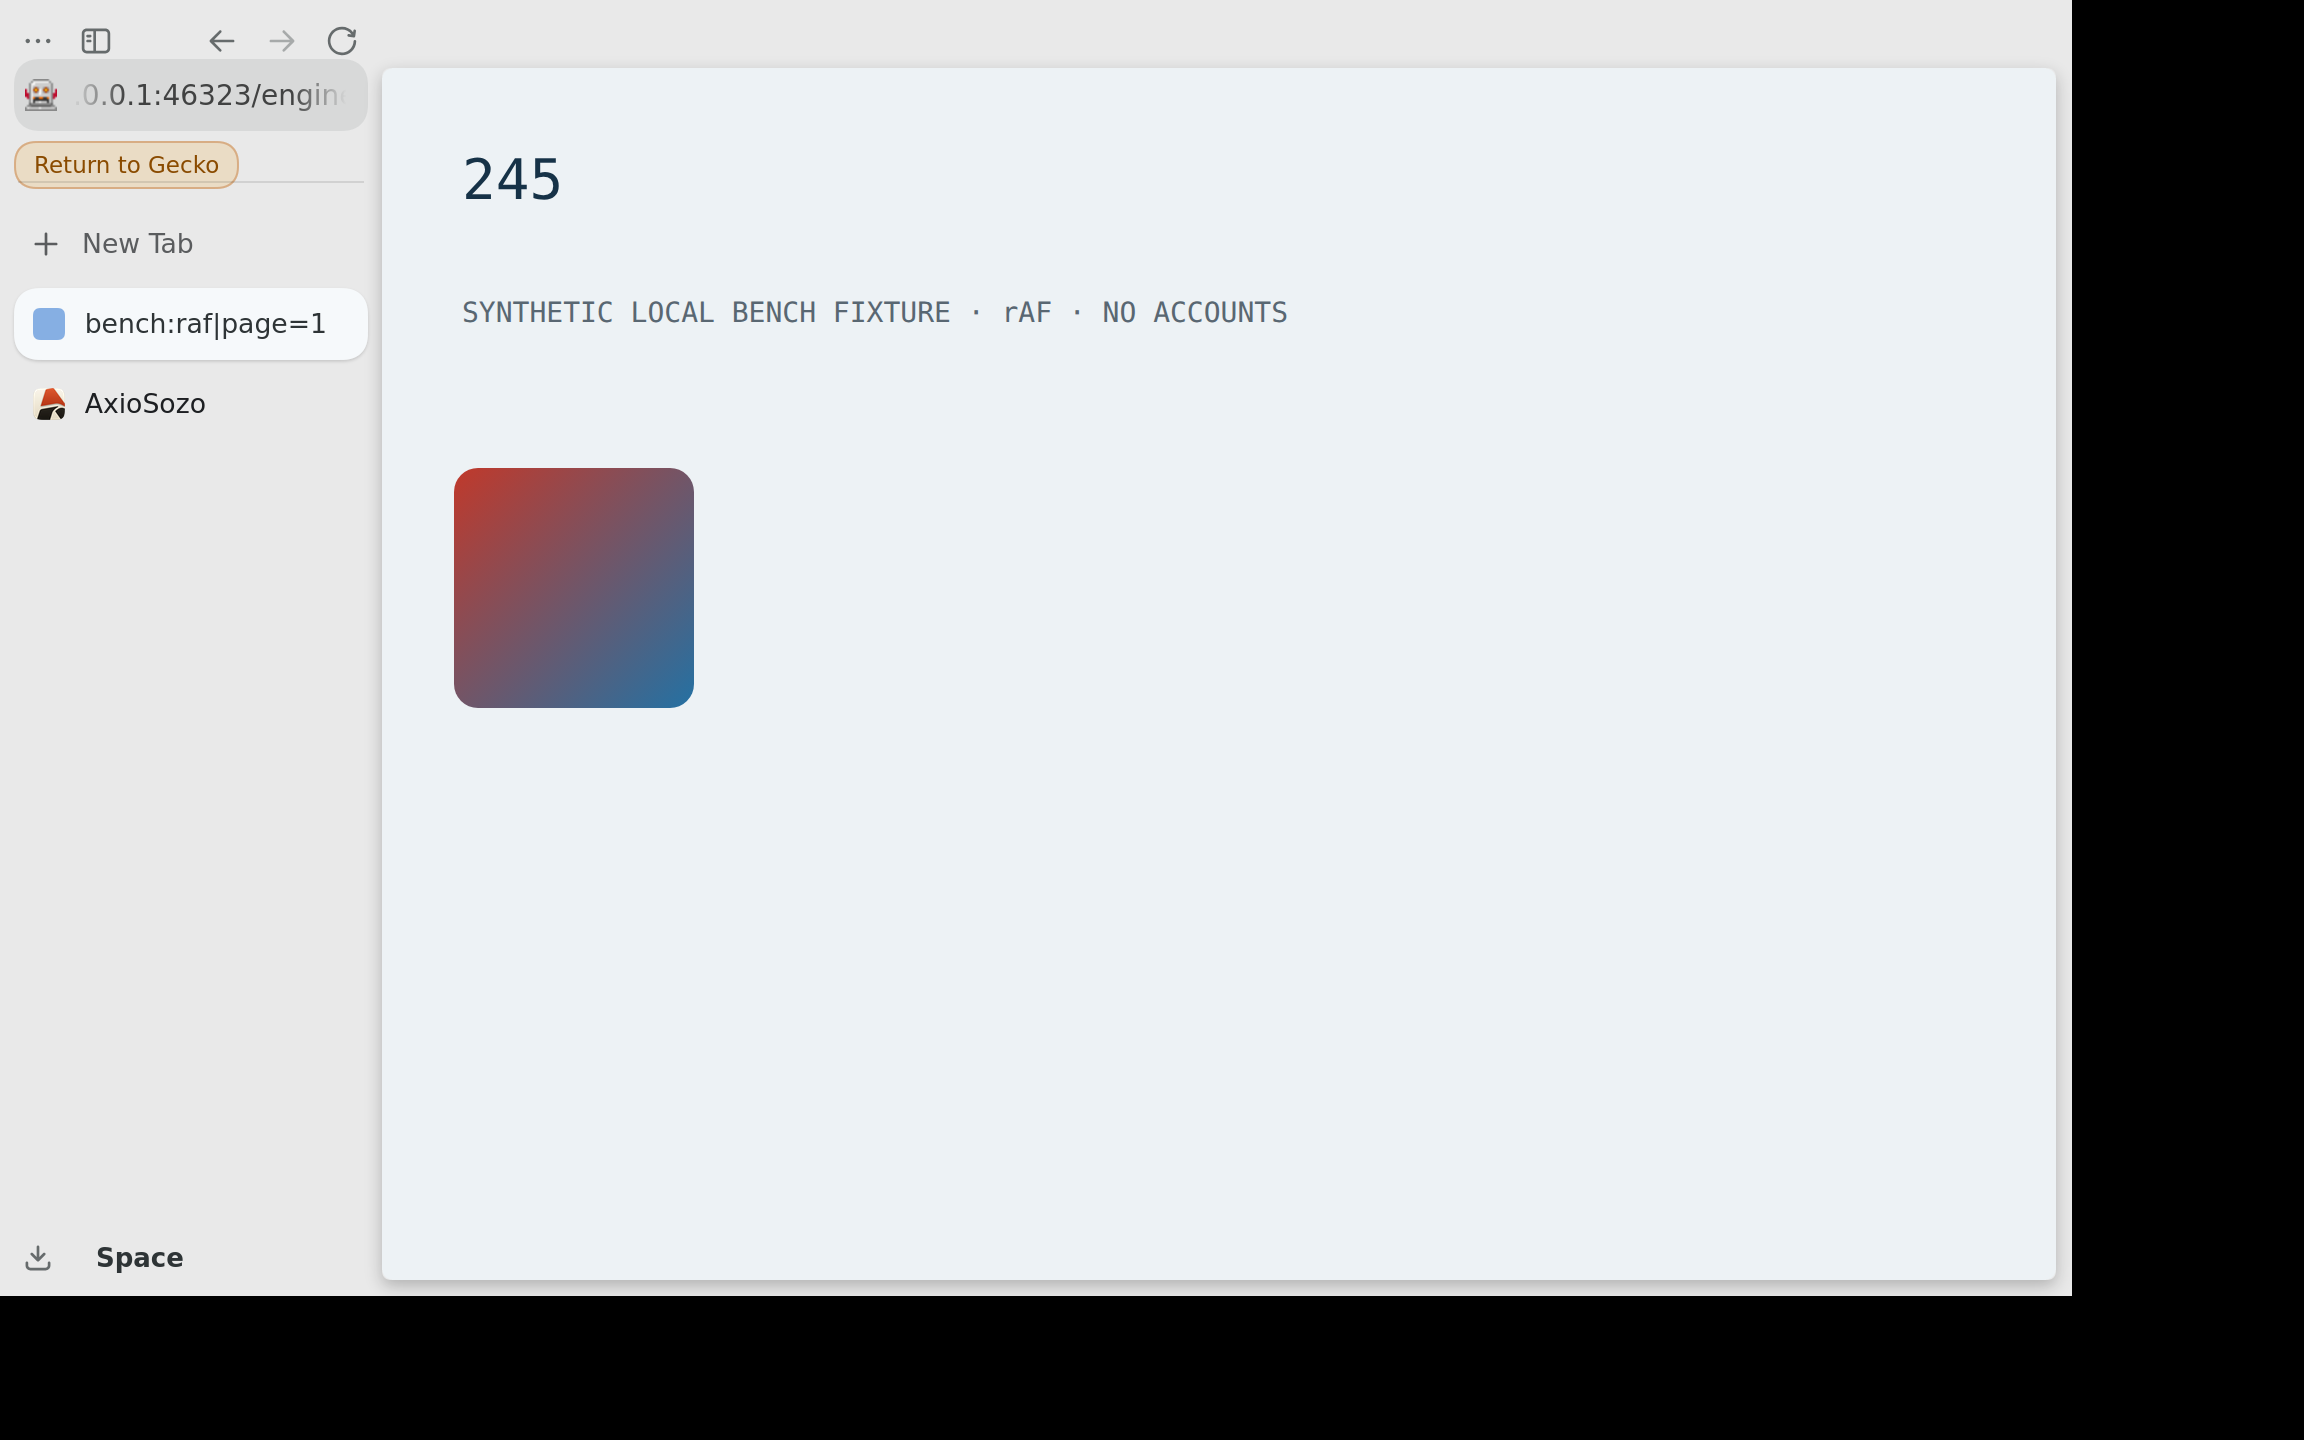 .0.0.1:46323/engin
Return to Gecko
New Tab
bench:raf|page=1
AxioSozo
Space
245
SYNTHETIC LOCAL BENCH FIXTURE · rAF · NO ACCOUNTS